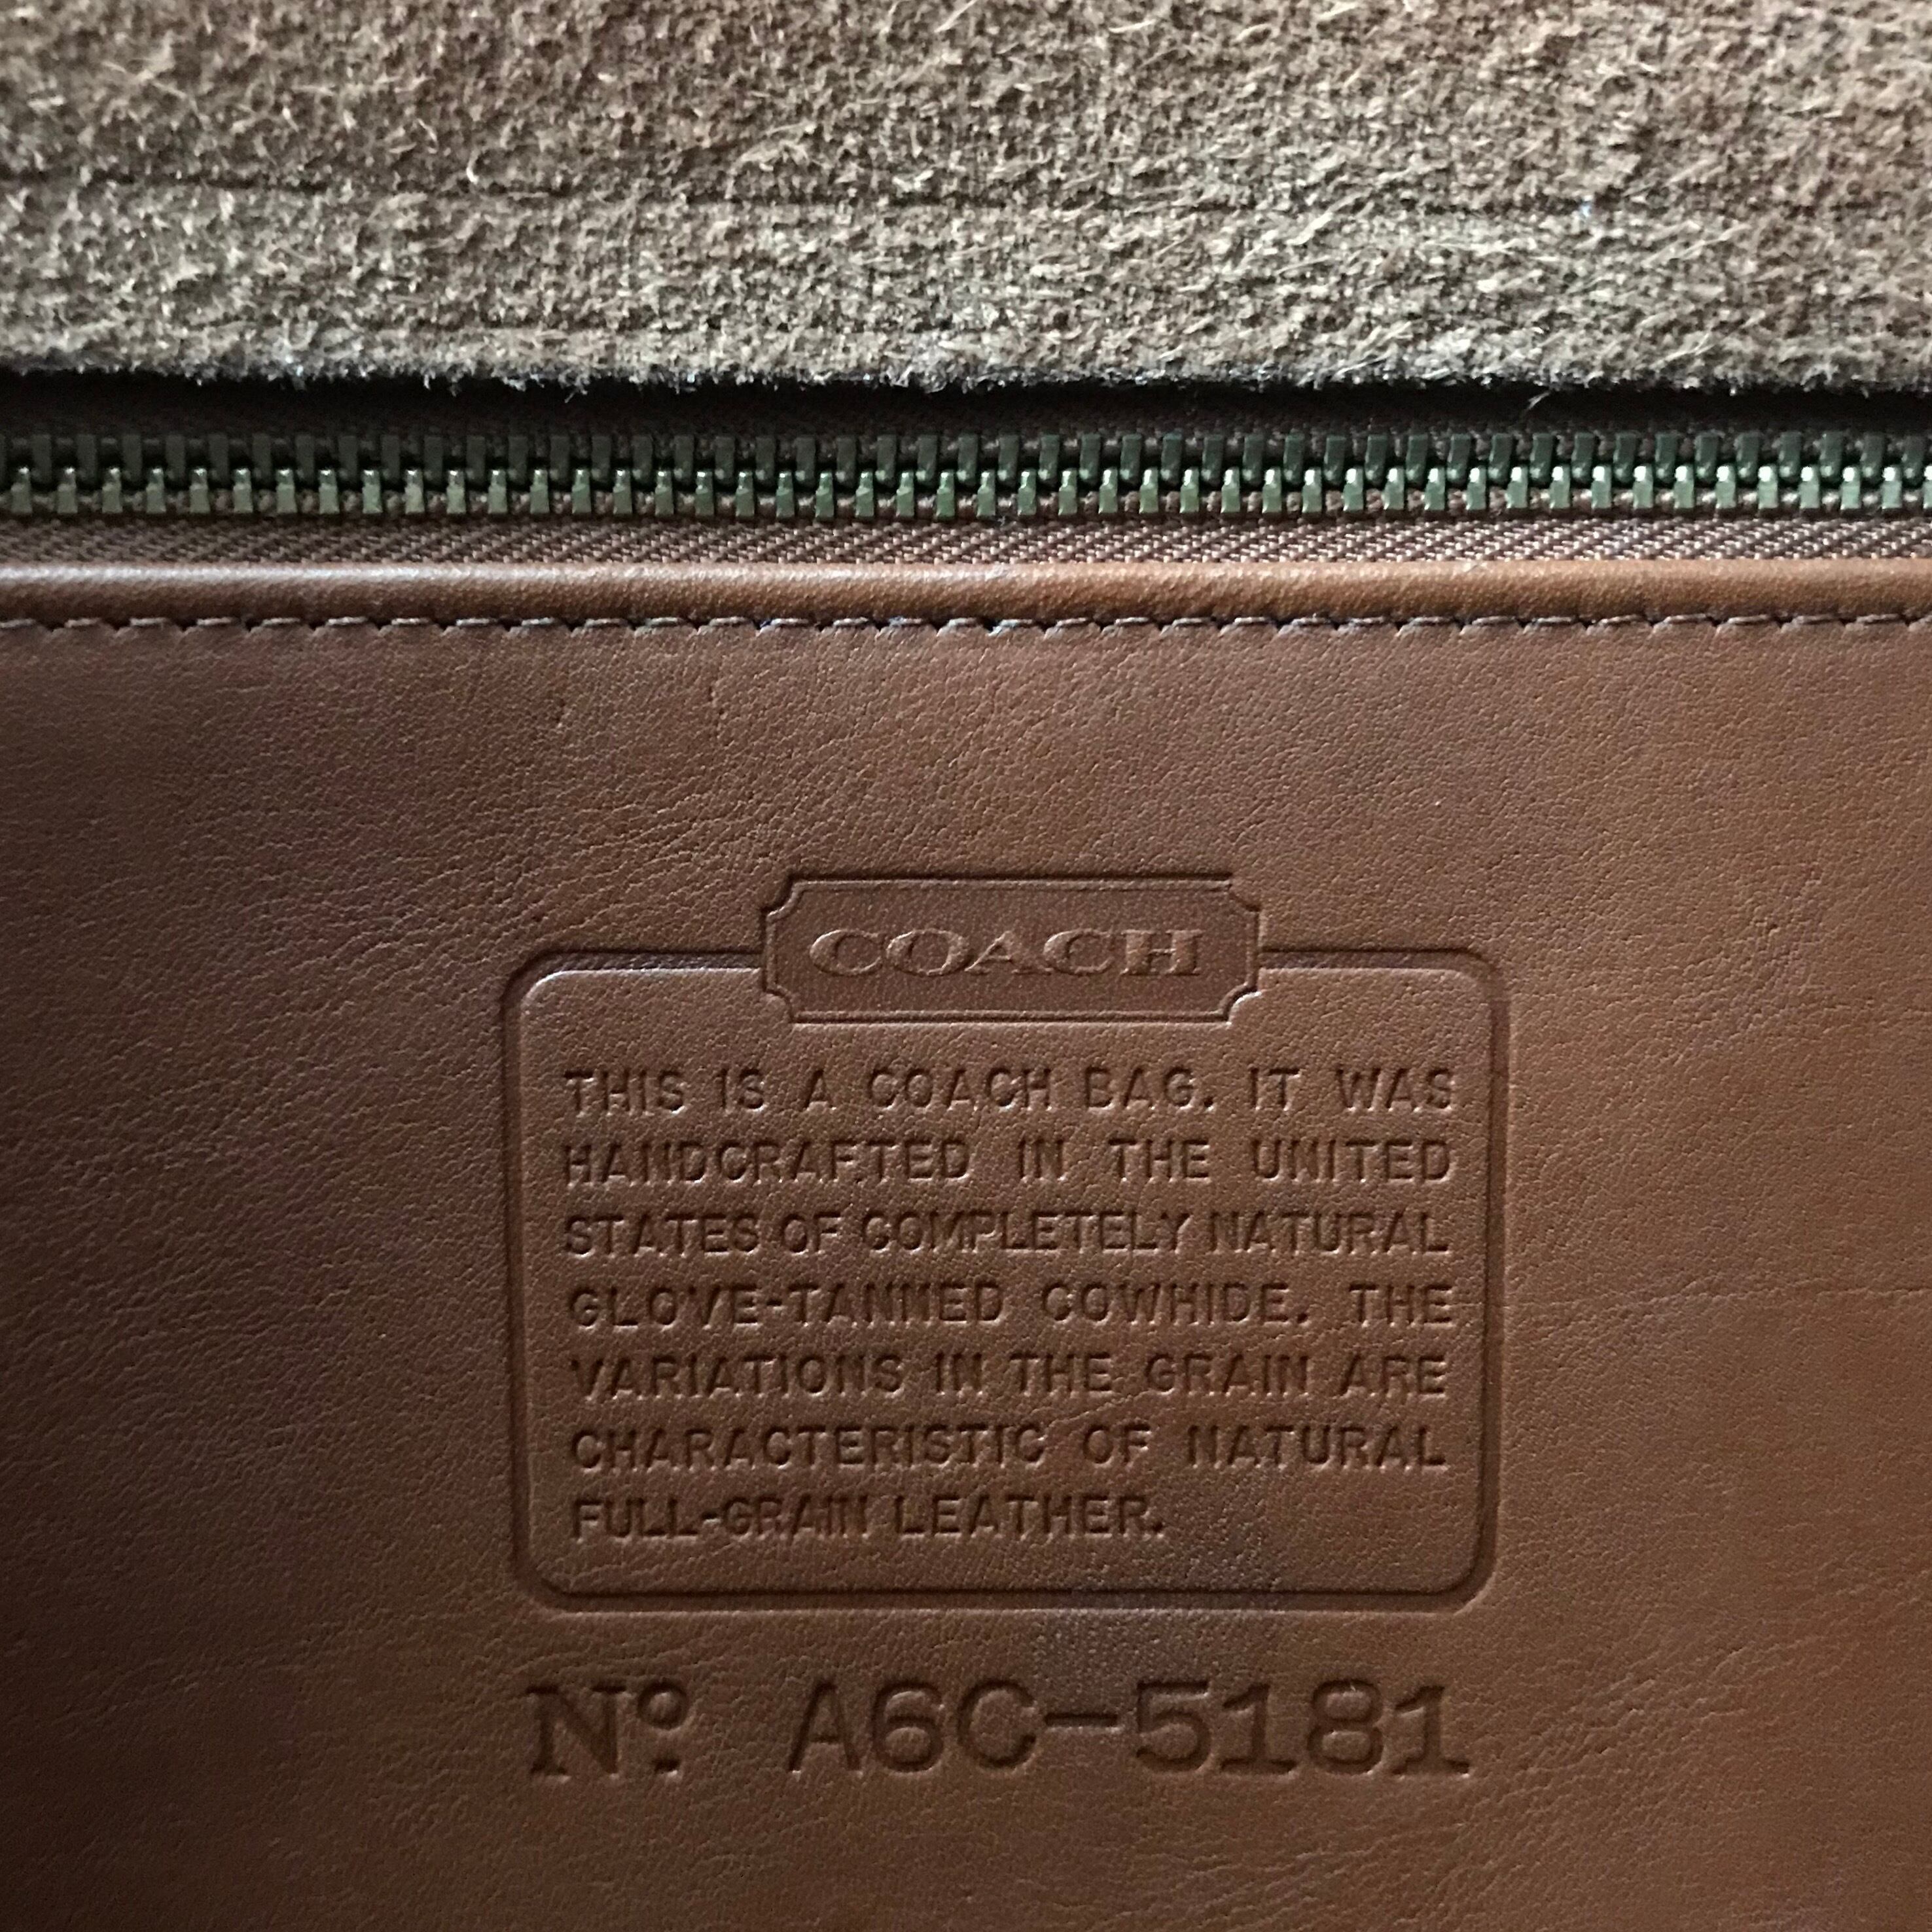 COACH
THIS IS A COACH BAG. IT WAS
HANDCRAFTED IN THE UNITED
STATES OF COMPLETELY NATURAL
GLOVE-TANNED COWHIDE. THE
VARIATIONS IN THE GRAIN ARE
CHARACTERISTIC OF NATURAL
FULL-GRAIN LEATHER.
Nº A6C-5181